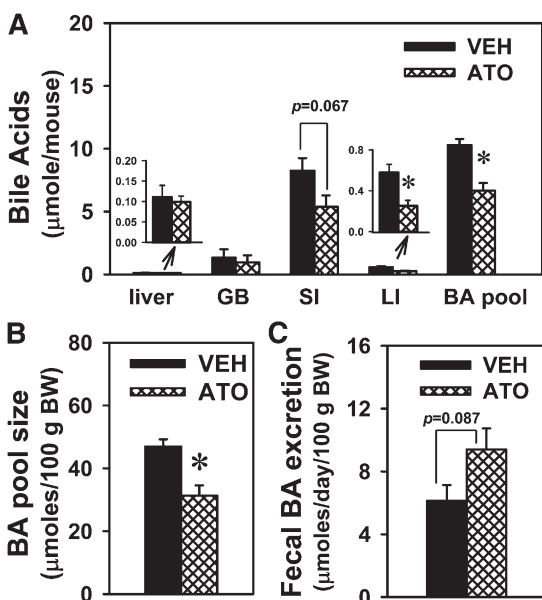 A
Bile Acids
(μmole/mouse)
20
15
10
5
0
VEH
ATO
p=0.067
0.20
0.15
0.10
0.05
0.00
0.8
0.4
0.0
*
*
liver GB SI LI BA pool
B
BA pool size
(μmoles/100 g BW)
80
60
40
20
0
VEH
ATO
*
C
Fecal BA excretion
(μmoles/day/100 g BW)
16
12
8
4
0
VEH
ATO
p=0.087